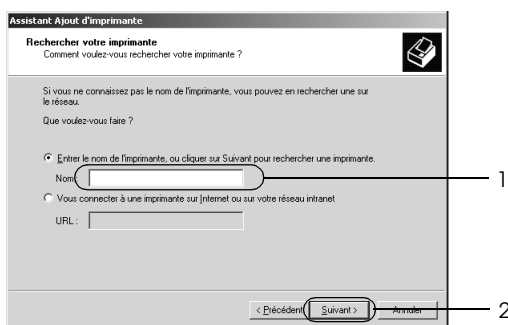 Assistant Ajout d'imprimante
Rechercher votre imprimante
Comment voulez-vous rechercher votre imprimante ?
Si vous ne connaissez pas le nom de l'imprimante, vous pouvez en rechercher une sur
le réseau.
Que voulez-vous faire ?
Entrer le nom de l'imprimante, ou cliquer sur Suivant pour rechercher une imprimante.
Nom:
1
Vous connecter à une imprimante sur Internet ou sur votre réseau intranet
URL :
< Précédent Suivant > Annuler
2